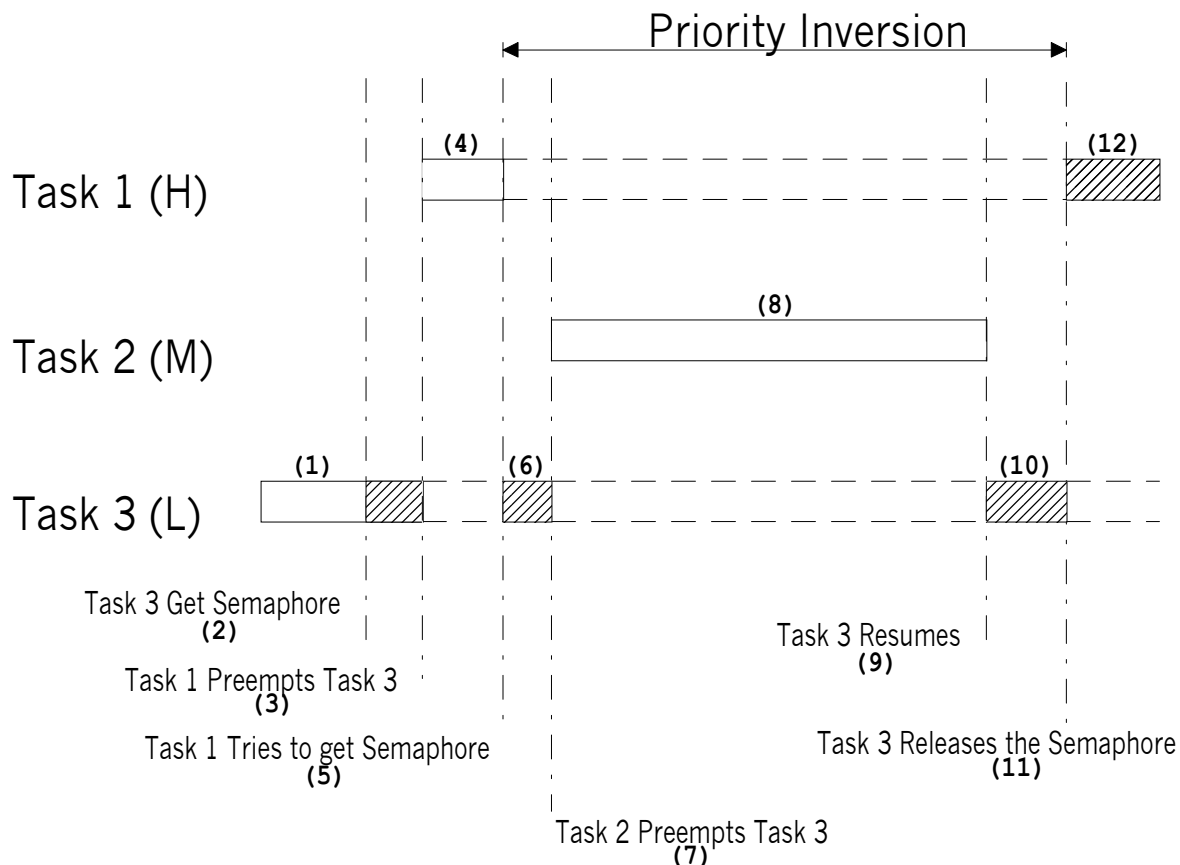 Priority Inversion
(4)
(12)
Task 1 (H)
(8)
Task 2 (M)
(1)
(6)
(10)
Task 3 (L)
Task 3 Get Semaphore
(2)
Task 3 Resumes
(9)
Task 1 Preempts Task 3
(3)
Task 1 Tries to get Semaphore
(5)
Task 3 Releases the Semaphore
(11)
Task 2 Preempts Task 3
(7)